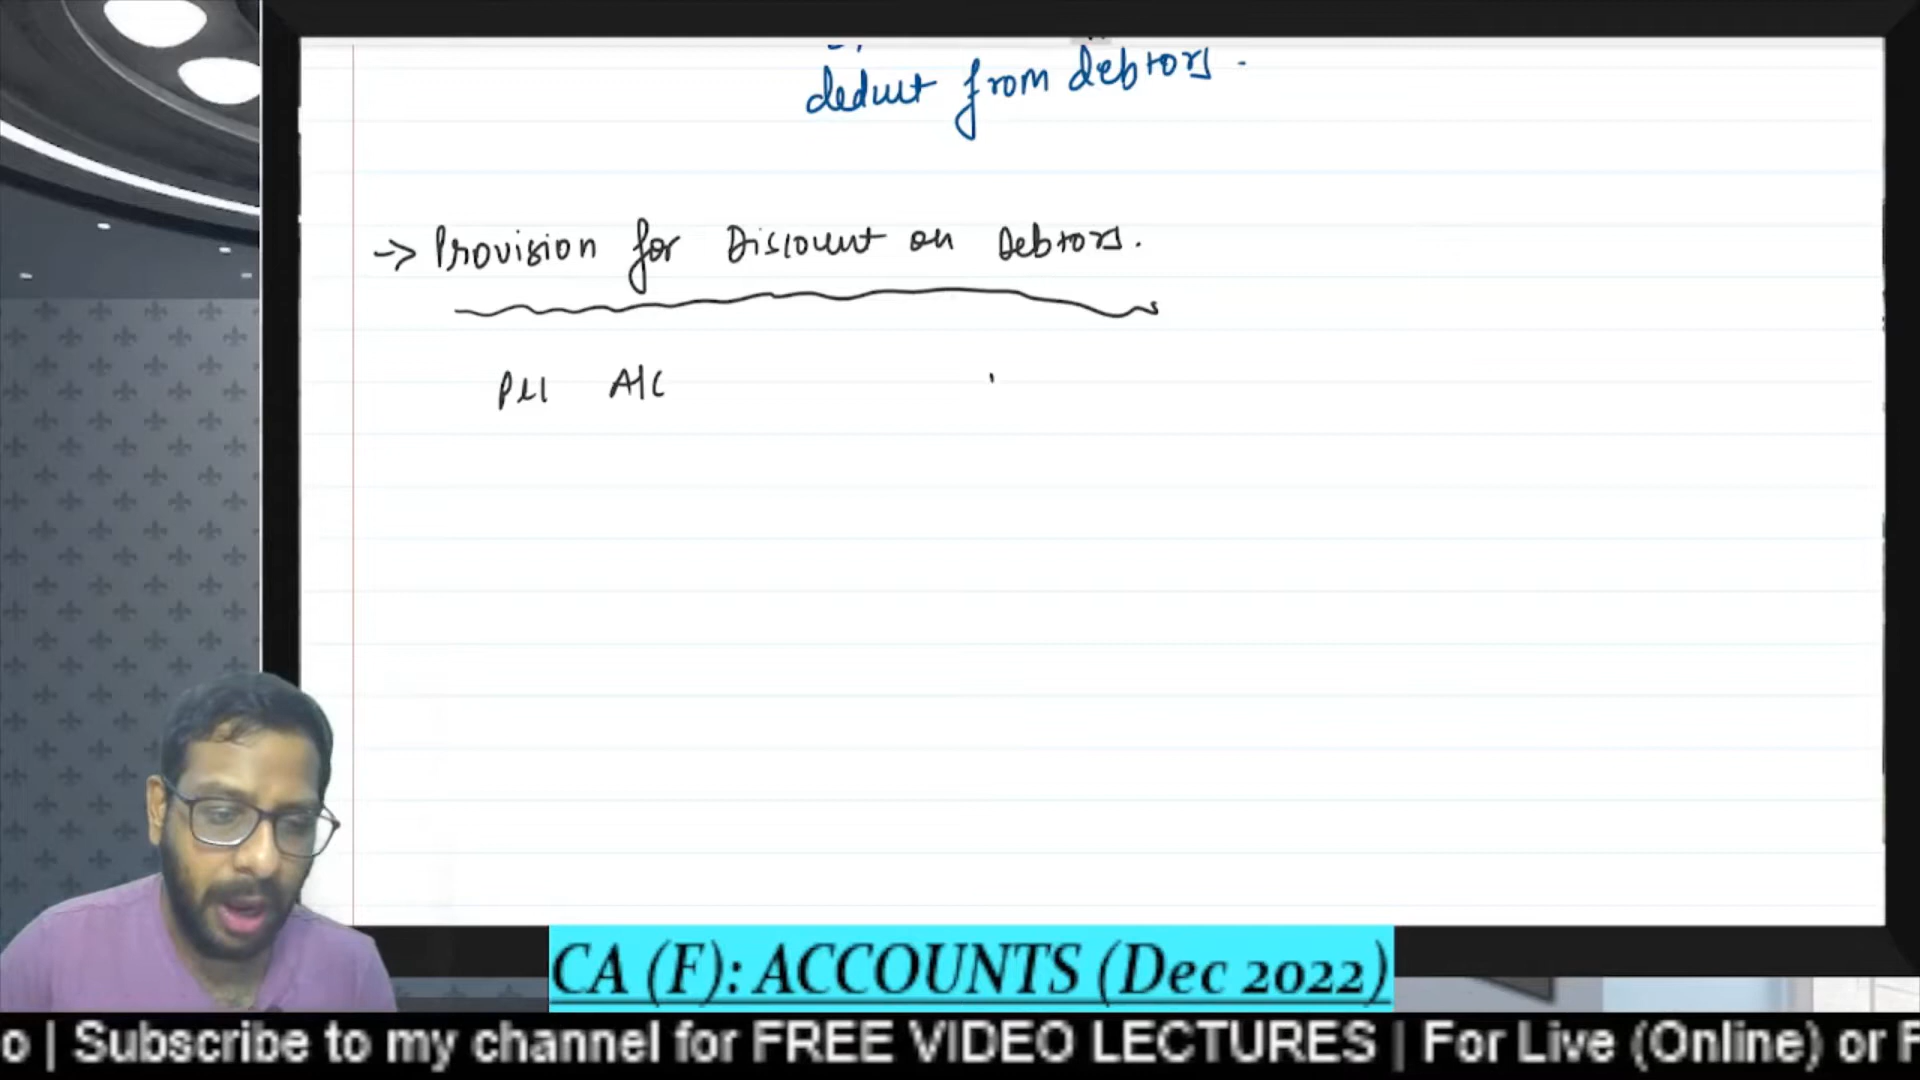 deduct from debtors.
→ Provision for Discount on Debtors.
P&L A/C
CA (F): ACCOUNTS (Dec 2022)
o | Subscribe to my channel for FREE VIDEO LECTURES | For Live (Online) or F